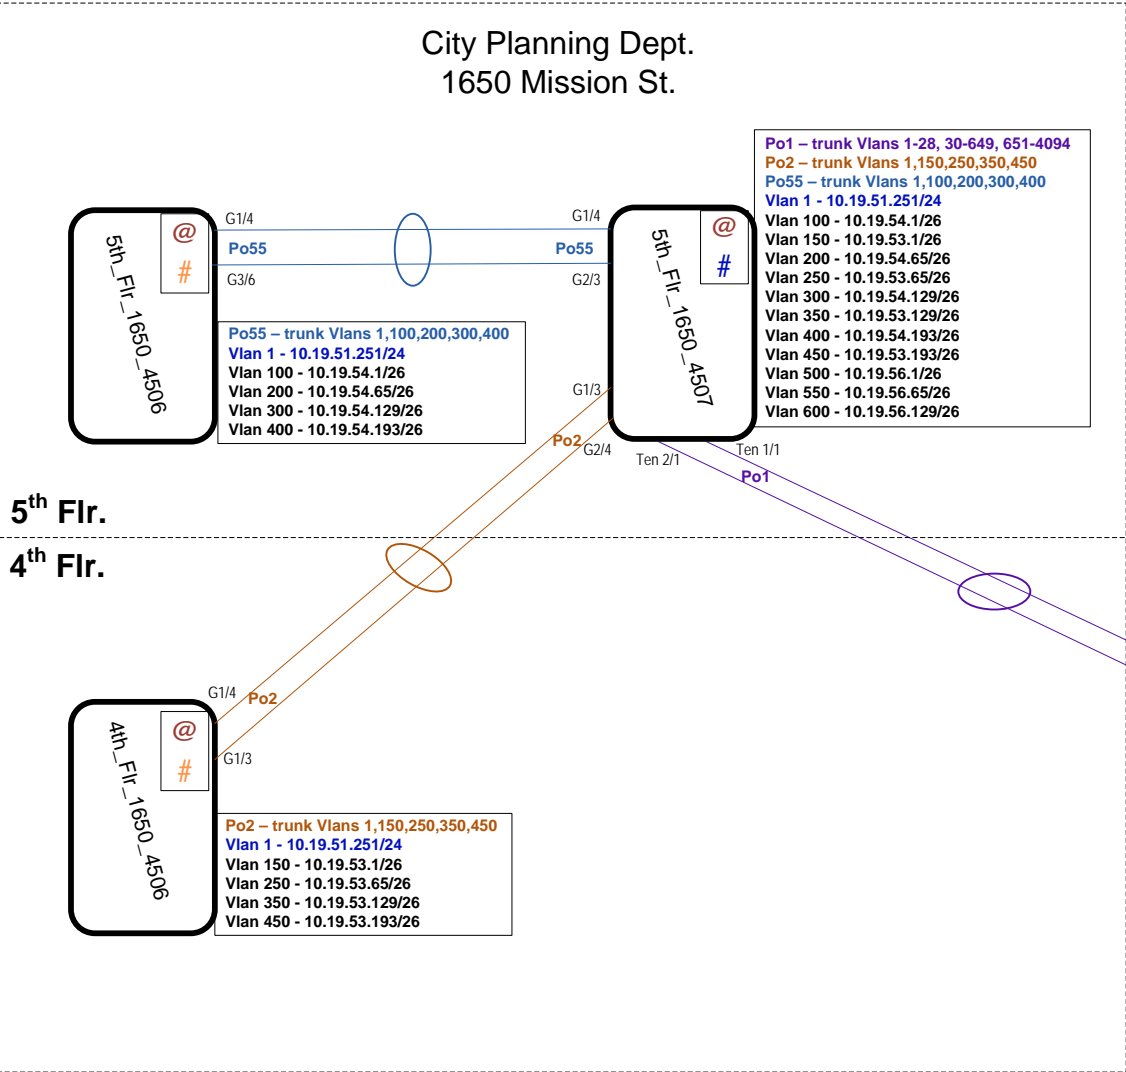 City Planning Dept.
1650 Mission St.
Po1 – trunk Vlans 1-28, 30-649, 651-4094
Po2 – trunk Vlans 1,150,250,350,450
Po55 – trunk Vlans 1,100,200,300,400
Vlan 1 - 10.19.51.251/24
Vlan 100 - 10.19.54.1/26
Vlan 150 - 10.19.53.1/26
Vlan 200 - 10.19.54.65/26
Vlan 250 - 10.19.53.65/26
Vlan 300 - 10.19.54.129/26
Vlan 350 - 10.19.53.129/26
Vlan 400 - 10.19.54.193/26
Vlan 450 - 10.19.53.193/26
Vlan 500 - 10.19.56.1/26
Vlan 550 - 10.19.56.65/26
Vlan 600 - 10.19.56.129/26
5th_Flr_1650_4506
@
#
G1/4
Po55
G3/6
G1/4
Po55
G2/3
5th_Flr_1650_4507
@
#
Po55 – trunk Vlans 1,100,200,300,400
Vlan 1 - 10.19.51.251/24
Vlan 100 - 10.19.54.1/26
Vlan 200 - 10.19.54.65/26
Vlan 300 - 10.19.54.129/26
Vlan 400 - 10.19.54.193/26
G1/3
Po2
G2/4
Ten 2/1
Ten 1/1
Po1
5th Flr.
4th Flr.
G1/4
Po2
G1/3
4th_Flr_1650_4506
@
#
Po2 – trunk Vlans 1,150,250,350,450
Vlan 1 - 10.19.51.251/24
Vlan 150 - 10.19.53.1/26
Vlan 250 - 10.19.53.65/26
Vlan 350 - 10.19.53.129/26
Vlan 450 - 10.19.53.193/26